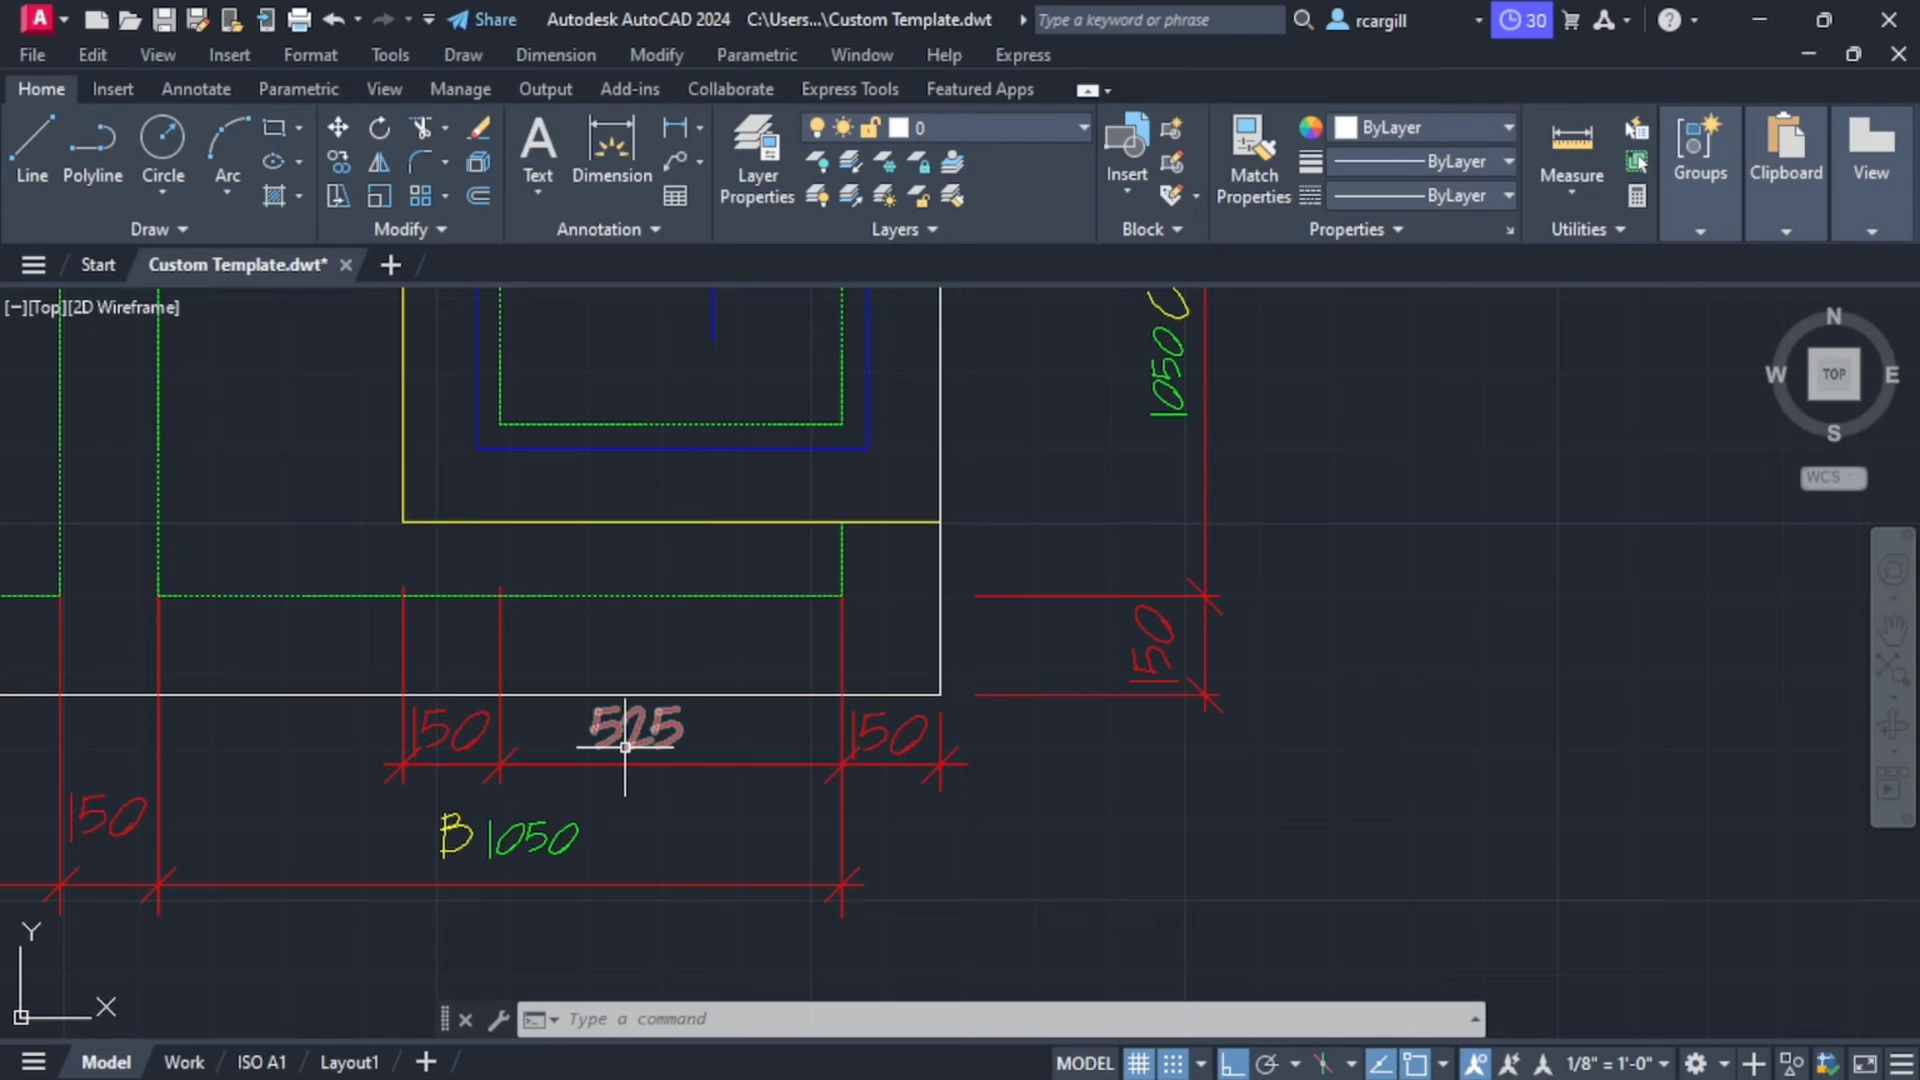 A Share Autodesk AutoCAD 2024 C:\Users...\Custom Template.dwt Type a keyword or phrase rcargill 30
File Edit View Insert Format Tools Draw Dimension Modify Parametric Window Help Express
Home Insert Annotate Parametric View Manage Output Add-ins Collaborate Express Tools Featured Apps
0 ByLayer
ByLayer
Line Polyline Circle Arc Text Dimension Layer Properties Insert Match Properties Measure Groups Clipboard View
ByLayer
Draw Modify Annotation Layers Block Properties Utilities
Start Custom Template.dwt*
[−][Top][2D Wireframe]
N
W TOP E
S
WCS
1050
150
150 525 150
150
B 1050
Y
X
Type a command
Model Work ISO A1 Layout1 MODEL 1/8" = 1'-0"